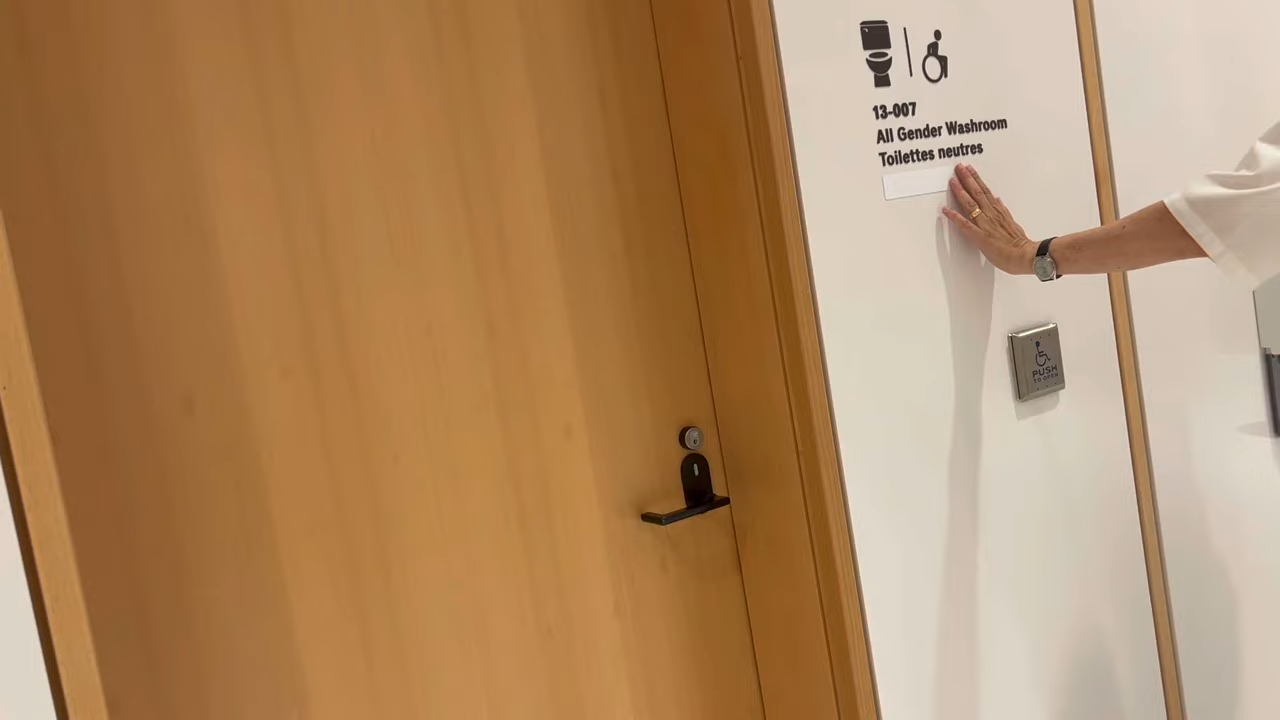 13-007
All Gender Washroom
Toilettes neutres
PUSH
TO OPEN